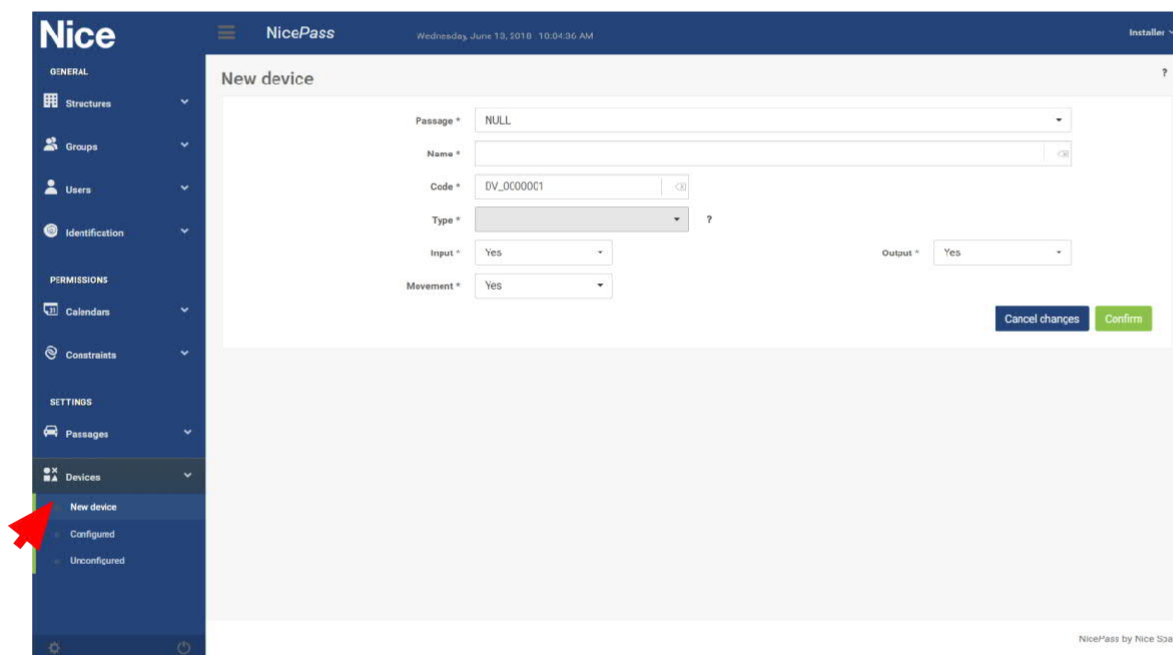 Nice
NicePass
Wednesday, June 13, 2018 10:04:36 AM
Installer
GENERAL
Structures
Groups
Users
Identification
PERMISSIONS
Calendars
Constraints
SETTINGS
Passages
Devices
New device
Configured
Unconfigured
New device
?
Passage *
NULL
Name *
Code *
DV_0000001
Type *
?
Input *
Yes
Output *
Yes
Movement *
Yes
Cancel changes
Confirm
NicePass by Nice Spa